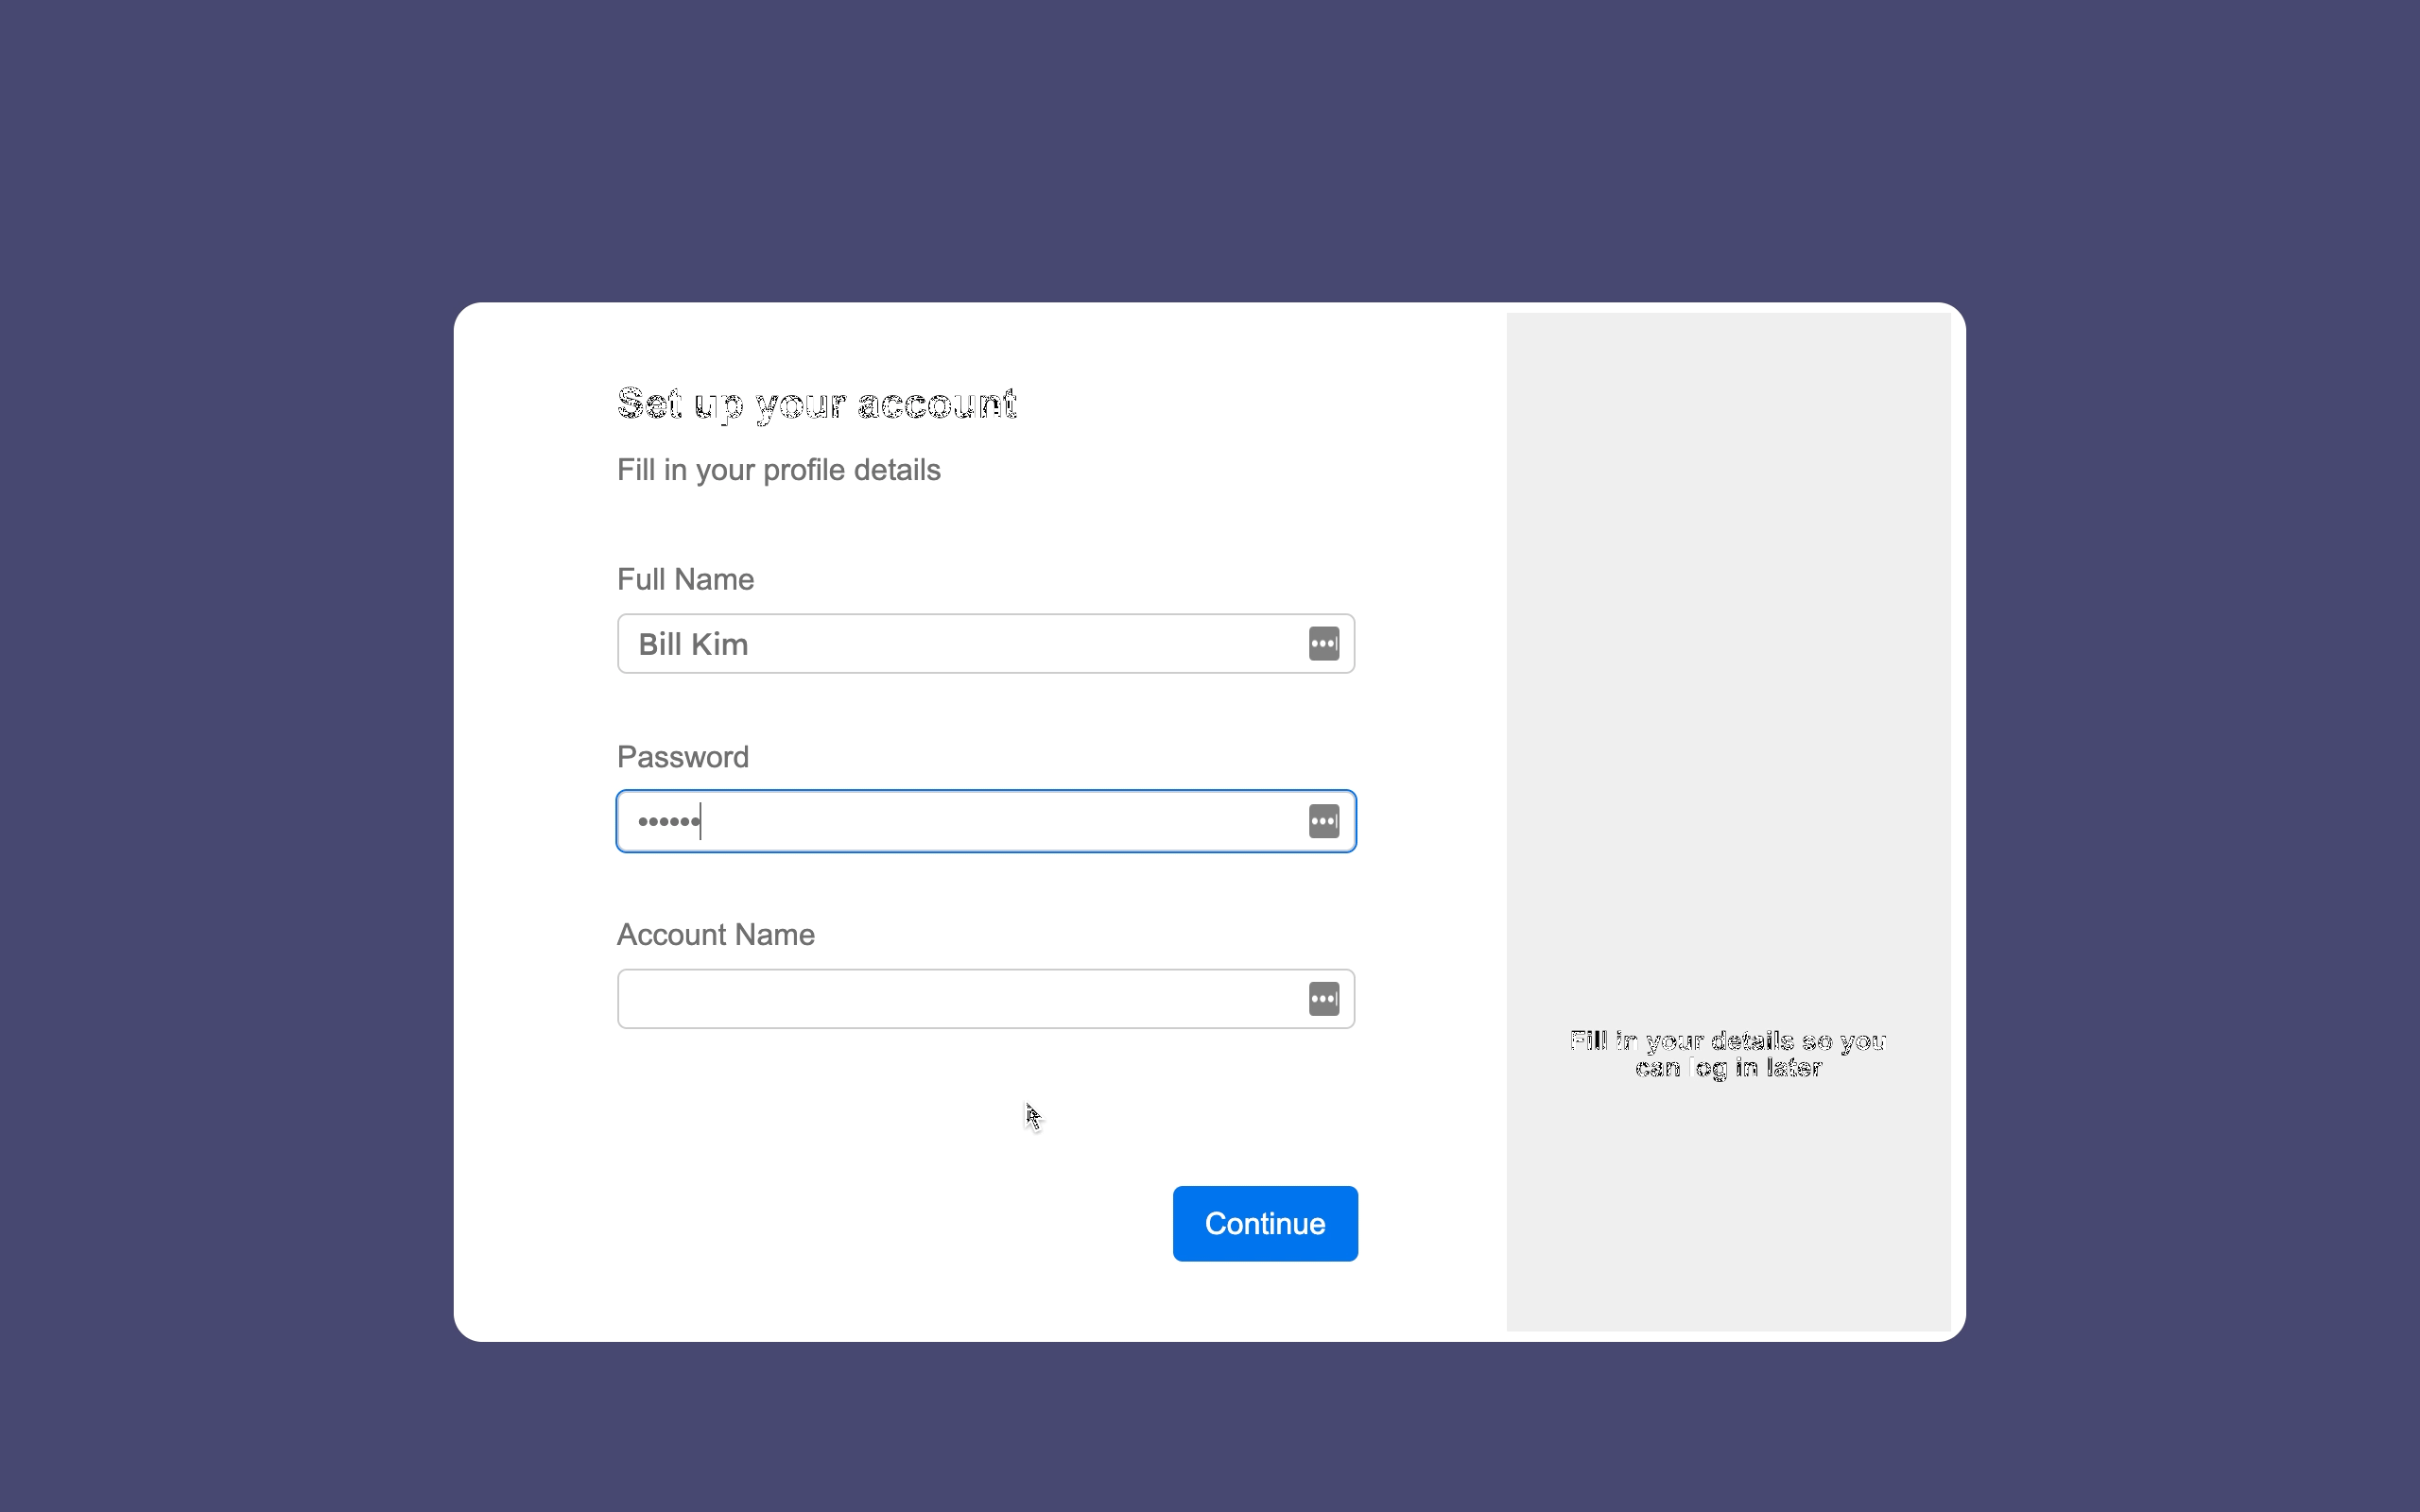 Set up your account
Fill in your profile details
Full Name
Bill Kim
Password
••••••
Account Name
Continue
Fill in your details so you
can log in later